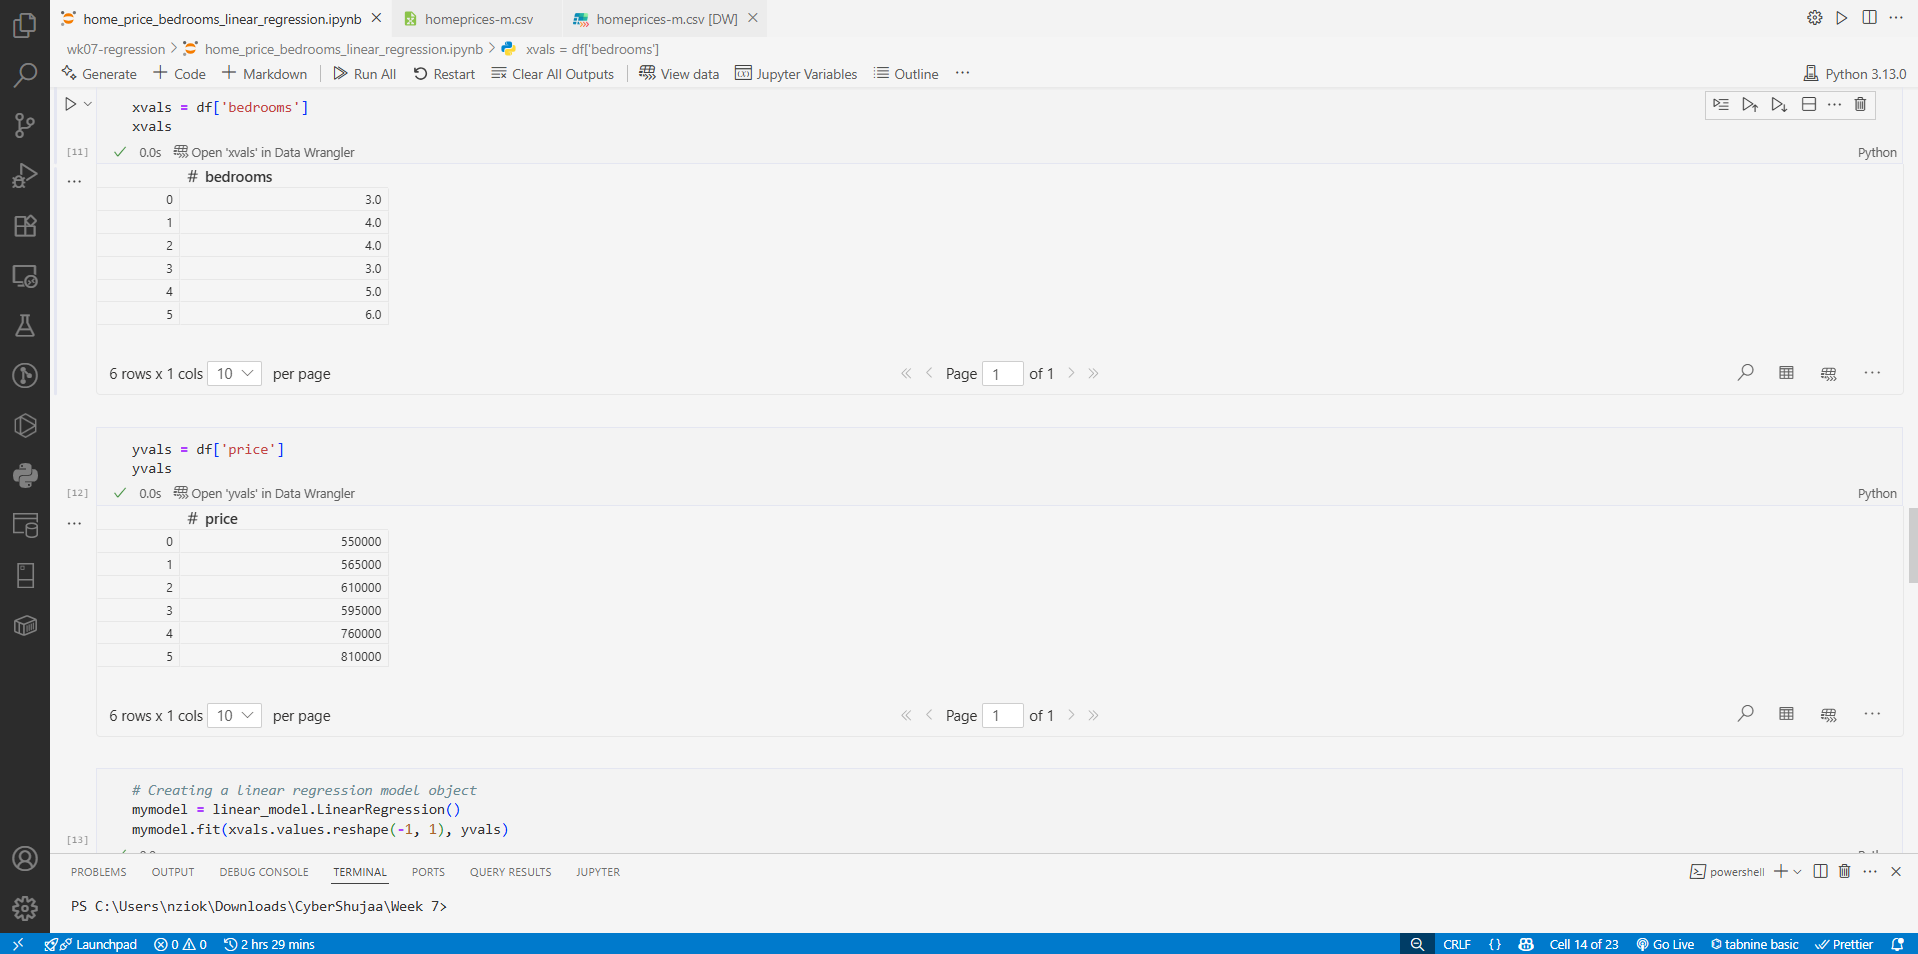 home_price_bedrooms_linear_regression.ipynb
homeprices-m.csv
homeprices-m.csv [DW]
wk07-regression > home_price_bedrooms_linear_regression.ipynb > xvals = df['bedrooms']
Generate + Code + Markdown Run All Restart Clear All Outputs View data Jupyter Variables Outline ... Python 3.13.0
xvals = df['bedrooms']
xvals
[11] 0.0s Open 'xvals' in Data Wrangler Python
# bedrooms
0 3.0
1 4.0
2 4.0
3 3.0
4 5.0
5 6.0
6 rows x 1 cols 10 per page « < Page 1 of 1 > »
yvals = df['price']
yvals
[12] 0.0s Open 'yvals' in Data Wrangler Python
# price
0 550000
1 565000
2 610000
3 595000
4 760000
5 810000
6 rows x 1 cols 10 per page « < Page 1 of 1 > »
# Creating a linear regression model object
mymodel = linear_model.LinearRegression()
mymodel.fit(xvals.values.reshape(-1, 1), yvals)
[13]
PROBLEMS OUTPUT DEBUG CONSOLE TERMINAL PORTS QUERY RESULTS JUPYTER powershell
PS C:\Users\nziok\Downloads\CyberShujaa\Week 7>
Launchpad 0 0 2 hrs 29 mins CRLF {} Cell 14 of 23 Go Live tabnine basic Prettier